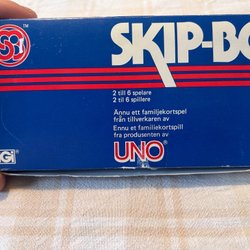 SB
TM
SKIP-BO
2 till 6 spelare
2 til 6 spillere
Ännu ett familjekortspel
från tillverkaren av
Ennu et familiekortspill
fra produsenten av
UNO®